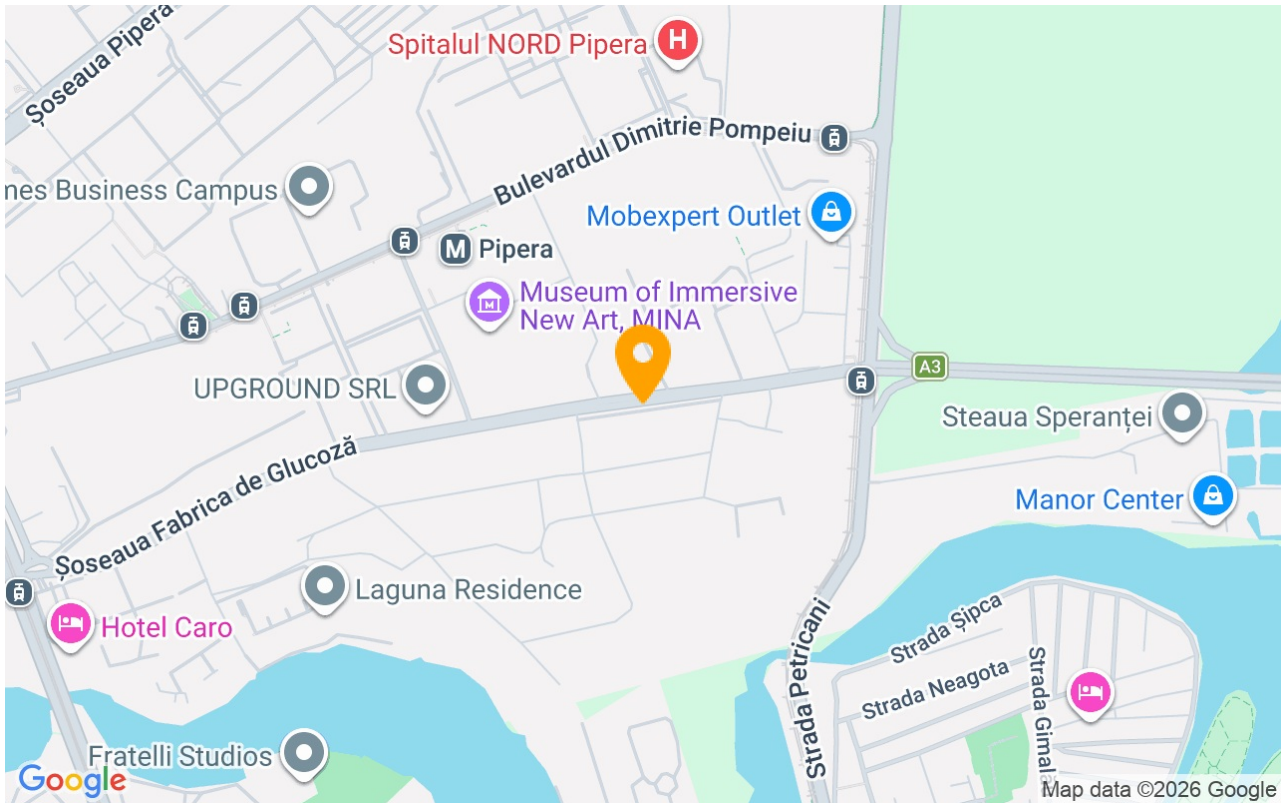 Șoseaua Pipera
Spitalul NORD Pipera
H
Bulevardul Dimitrie Pompeiu
mes Business Campus
Mobexpert Outlet
M Pipera
Museum of Immersive
New Art, MINA
M
A3
UPGROUND SRL
Steaua Speranței
Șoseaua Fabrica de Glucoză
Manor Center
Laguna Residence
Hotel Caro
Strada Șipca
Strada Neagota
Strada Petricani
Strada Gimala
Fratelli Studios
Google
Map data ©2026 Google